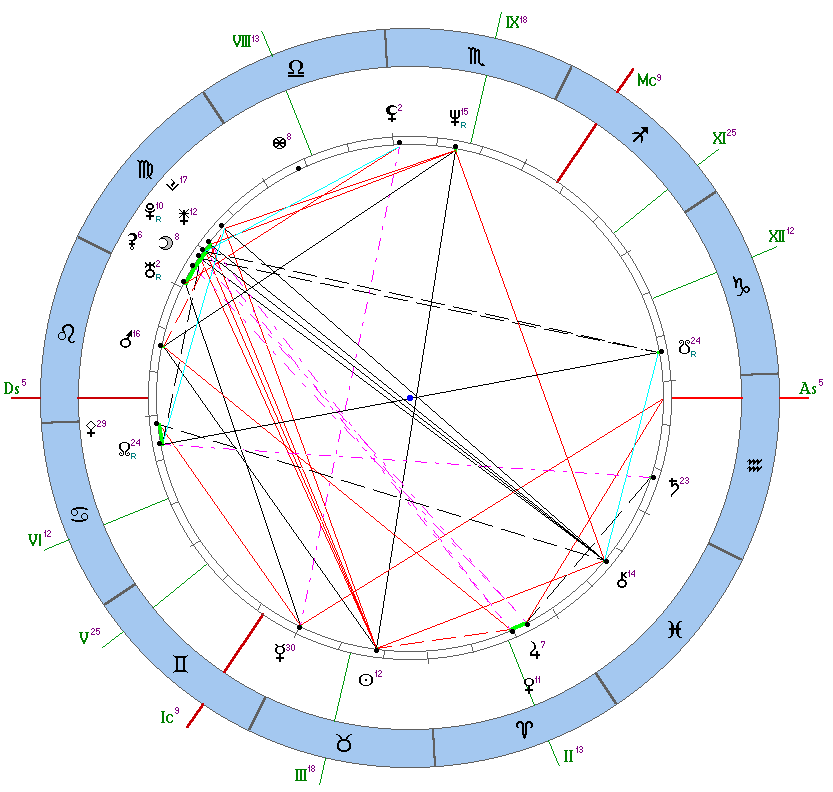 IX18
VIII13
♎
♏
Mc9
⚸2
♆15
R
♐
XI25
⊕8
♍
17
♇10
R
⚵12
XII12
⚳6
☽8
♅2
R
♑
♌
♂16
☋24
R
Ds5
As5
⚴29
☊24
R
♒
♄23
♋
VI12
⚷14
V25
♓
♊
☿30
♃7
☉12
♀11
Ic9
♉
♈
II13
III18